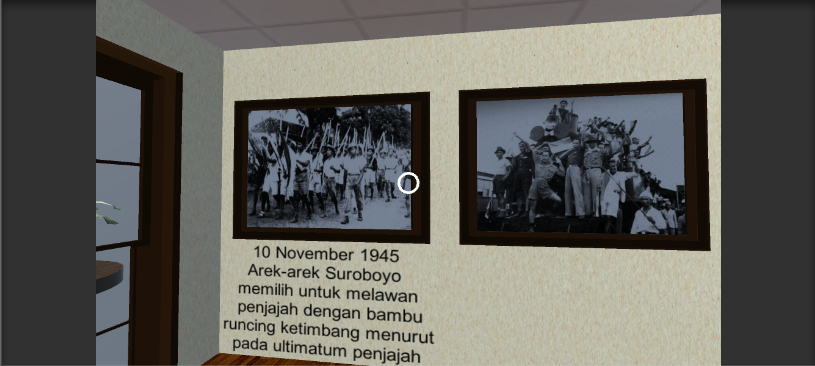 10 November 1945
Arek-arek Suroboyo
memilih untuk melawan
penjajah dengan bambu
runcing ketimbang menurut
pada ultimatum penjajah